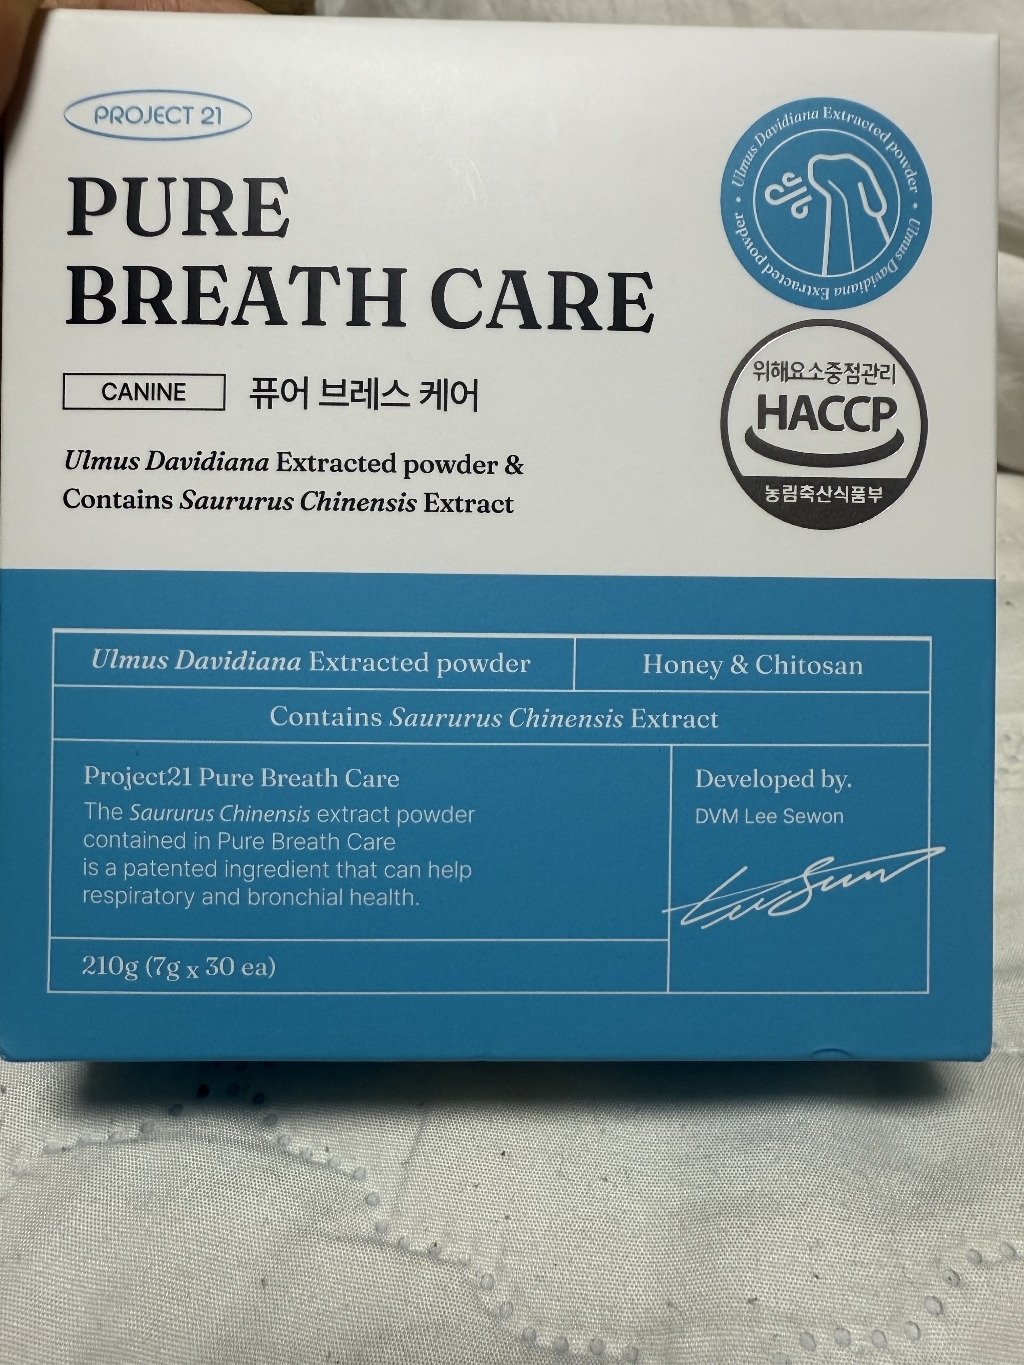 PROJECT 21
PURE
BREATH CARE
CANINE 퓨어 브레스 케어
Ulmus Davidiana Extracted powder &
Contains Saururus Chinensis Extract
Ulmus Davidiana Extracted powder • Ulmus Davidiana Extracted powder •
위해요소중점관리
HACCP
농림축산식품부
Ulmus Davidiana Extracted powder
Honey & Chitosan
Contains Saururus Chinensis Extract
Project21 Pure Breath Care
The Saururus Chinensis extract powder
contained in Pure Breath Care
is a patented ingredient that can help
respiratory and bronchial health.
210g (7g x 30 ea)
Developed by.
DVM Lee Sewon